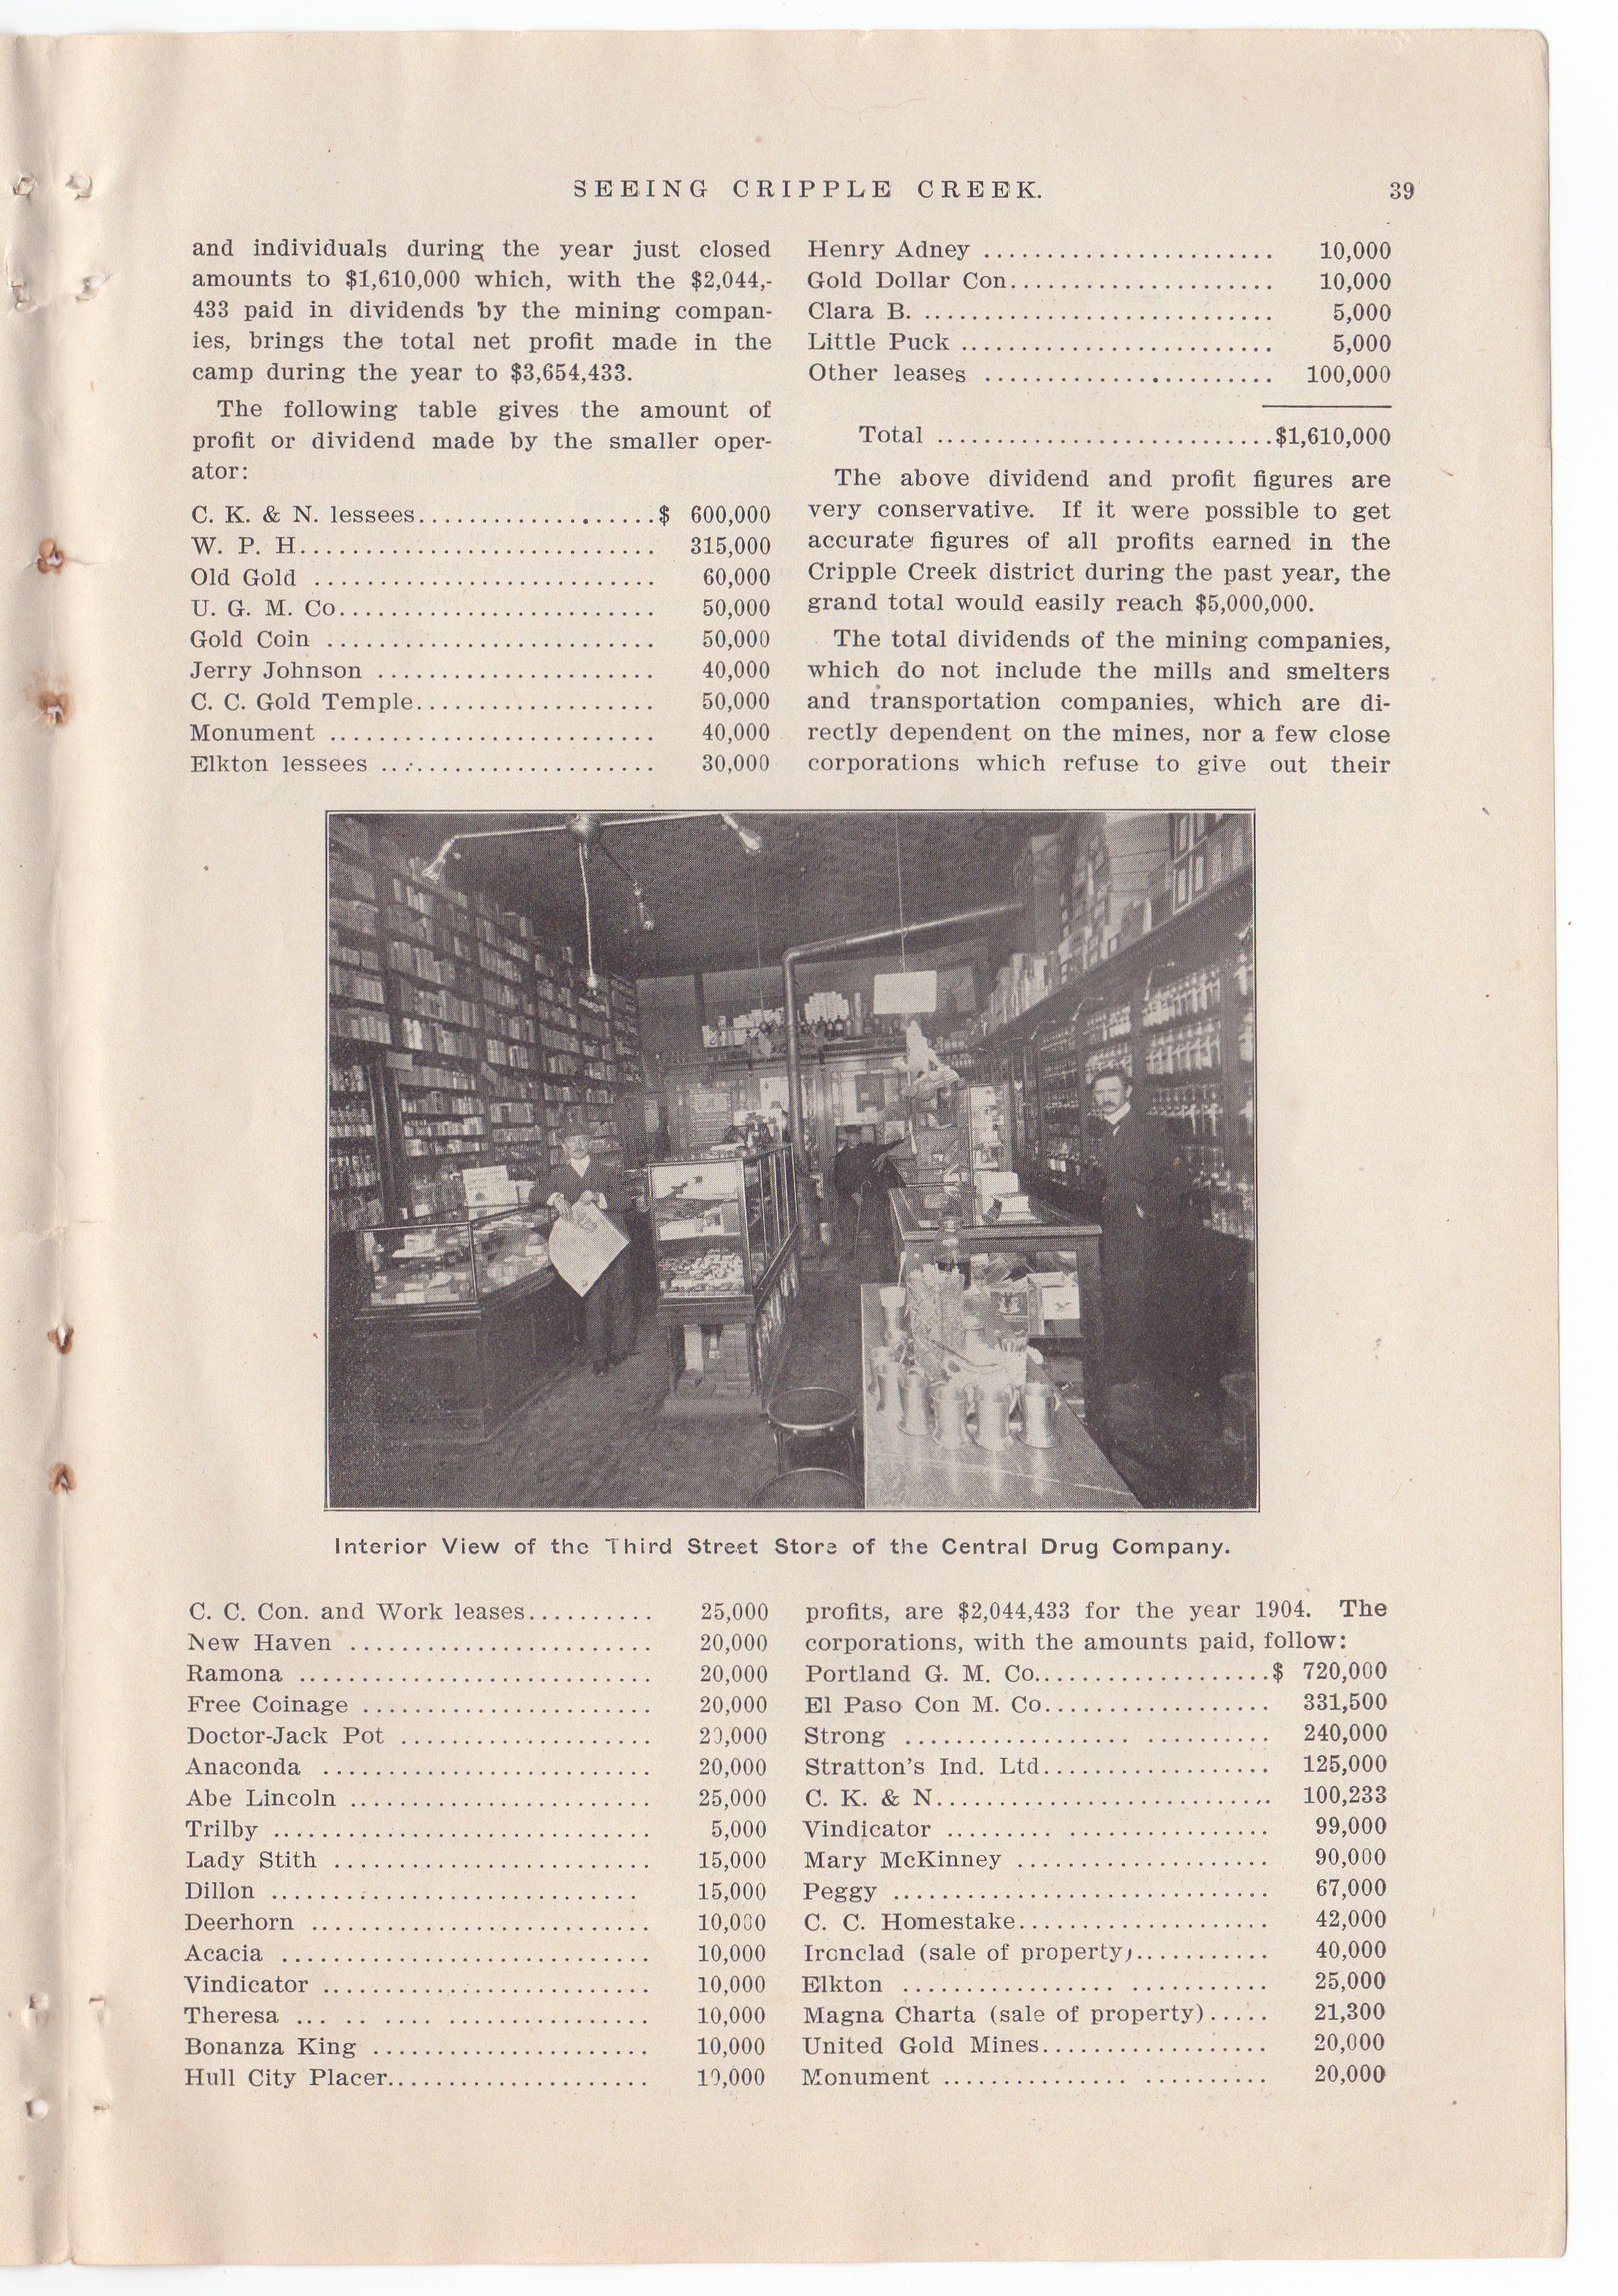 SEEING CRIPPLE CREEK. 39
and individuals during the year just closed
amounts to $1,610,000 which, with the $2,044,-
433 paid in dividends by the mining compan-
ies, brings the total net profit made in the
camp during the year to $3,654,433.
The following table gives the amount of
profit or dividend made by the smaller oper-
ator:
C. K. & N. lessees....................$ 600,000
W. P. H............................. 315,000
Old Gold ............................ 60,000
U. G. M. Co.......................... 50,000
Gold Coin ........................... 50,000
Jerry Johnson ....................... 40,000
C. C. Gold Temple.................... 50,000
Monument ........................... 40,000
Elkton lessees ...................... 30,000
C. C. Con. and Work leases.......... 25,000
New Haven ......................... 20,000
Ramona ............................. 20,000
Free Coinage ........................ 20,000
Doctor-Jack Pot ..................... 20,000
Anaconda ........................... 20,000
Abe Lincoln ......................... 25,000
Trilby ............................... 5,000
Lady Stith .......................... 15,000
Dillon .............................. 15,000
Deerhorn ............................ 10,000
Acacia .............................. 10,000
Vindicator ........................... 10,000
Theresa ... .. .... ................. 10,000
Bonanza King ....................... 10,000
Hull City Placer...................... 10,000
Henry Adney ........................ 10,000
Gold Dollar Con...................... 10,000
Clara B. ............................. 5,000
Little Puck .......................... 5,000
Other leases ........................ 100,000
Total ............................$1,610,000
The above dividend and profit figures are
very conservative. If it were possible to get
accurate figures of all profits earned in the
Cripple Creek district during the past year, the
grand total would easily reach $5,000,000.
The total dividends of the mining companies,
which do not include the mills and smelters
and transportation companies, which are di-
rectly dependent on the mines, nor a few close
corporations which refuse to give out their
profits, are $2,044,433 for the year 1904. The
corporations, with the amounts paid, follow:
Portland G. M. Co...................$ 720,000
El Paso Con M. Co................... 331,500
Strong .................. .......... 240,000
Stratton's Ind. Ltd................... 125,000
C. K. & N............................ 100,233
Vindicator ......... ................ 99,000
Mary McKinney ..................... 90,000
Peggy ............................... 67,000
C. C. Homestake..................... 42,000
Ironclad (sale of property)........... 40,000
Elkton ................. ........... 25,000
Magna Charta (sale of property)..... 21,300
United Gold Mines................... 20,000
Monument ............... .......... 20,000
Interior View of the Third Street Store of the Central Drug Company.